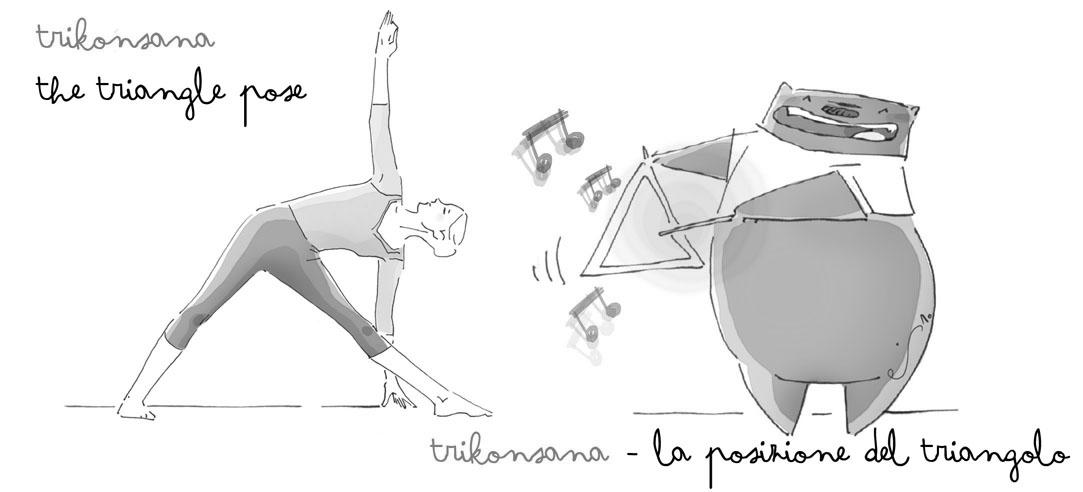 trikonsana
the triangle pose
trikonsana - la posizione del triangolo